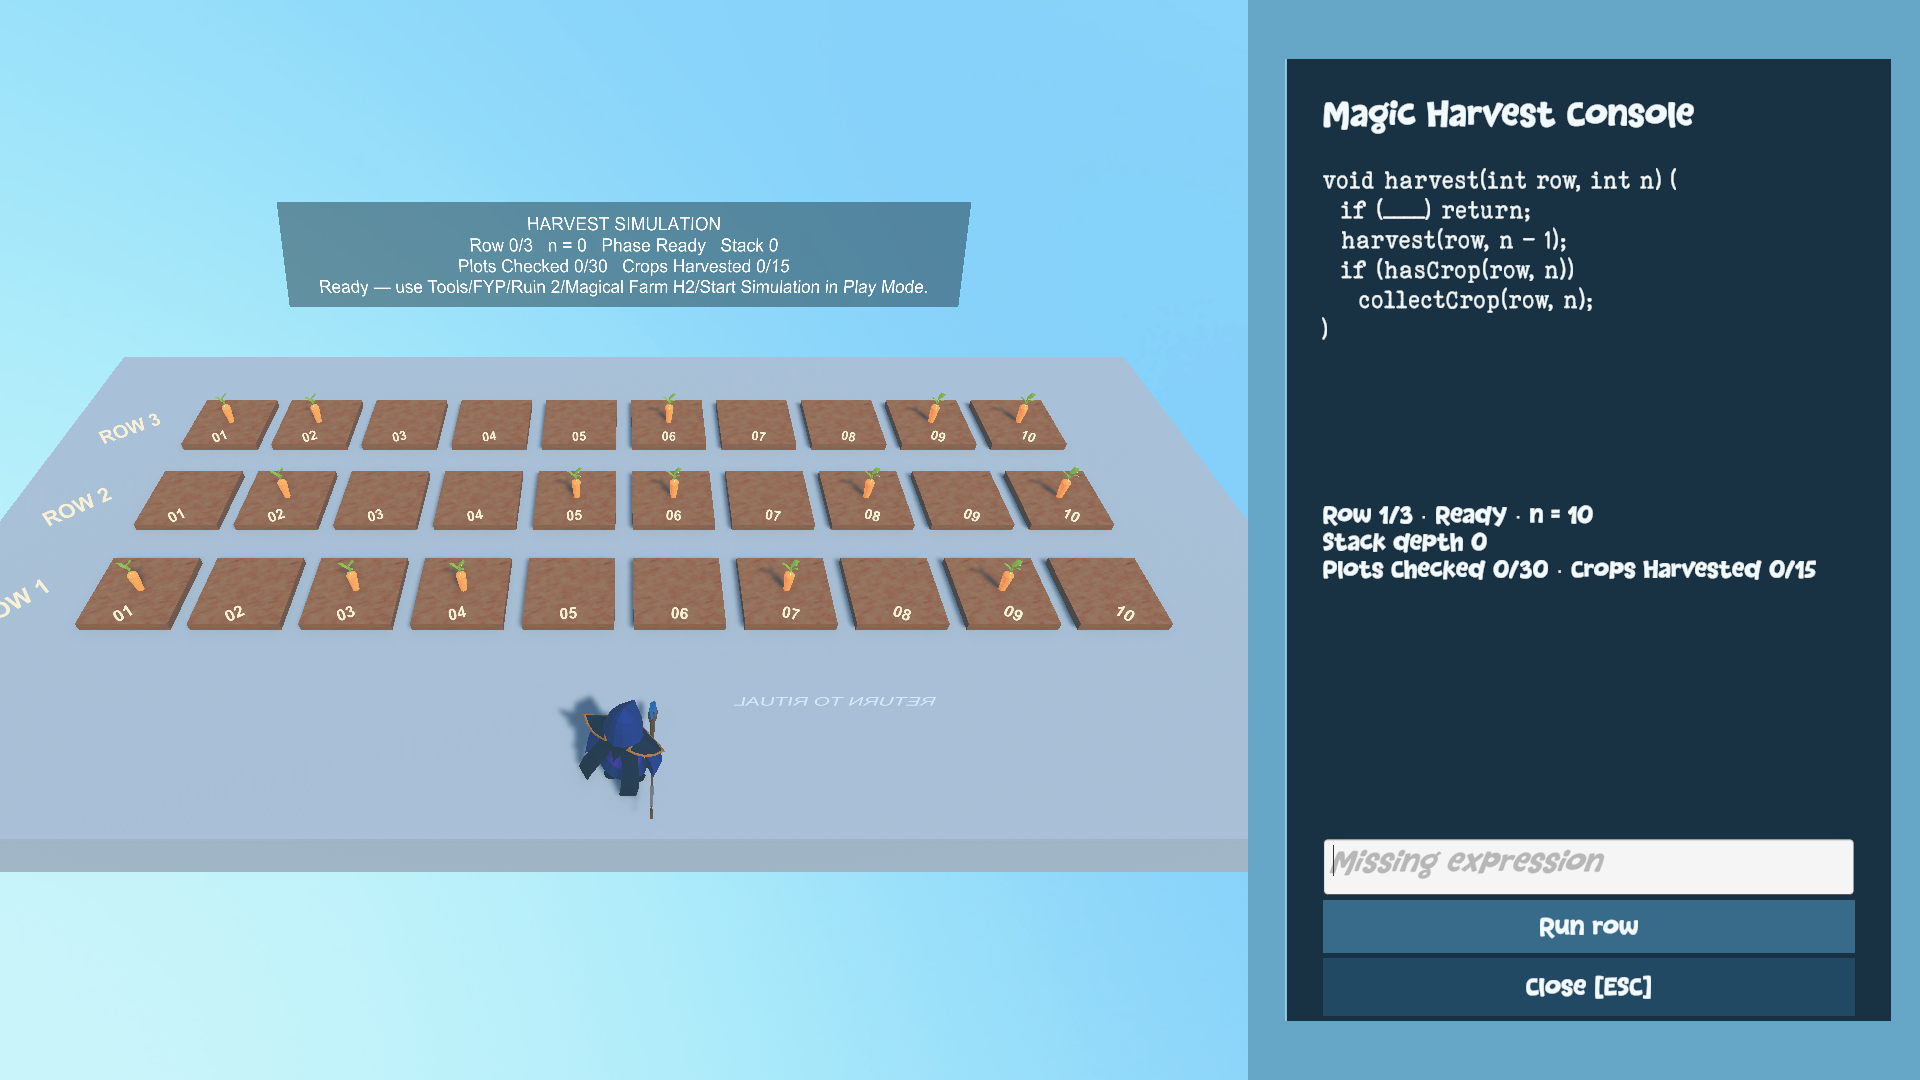 HARVEST SIMULATION
Row 0/3 n = 0 Phase Ready Stack 0
Plots Checked 0/30 Crops Harvested 0/15
Ready — use Tools/FYP/Ruin 2/Magical Farm H2/Start Simulation in Play Mode.
ROW 3
01 02 03 04 05 06 07 08 09 10
ROW 2
01 02 03 04 05 06 07 08 09 10
OW 1
01 02 03 04 05 06 07 08 09 10
RETURN TO RITUAL
Magic Harvest Console
void harvest(int row, int n) (
if (____) return;
harvest(row, n - 1);
if (hasCrop(row, n))
collectCrop(row, n);
)
Row 1/3 · Ready · n = 10
Stack depth 0
Plots Checked 0/30 · Crops Harvested 0/15
Missing expression
Run row
Close [ESC]